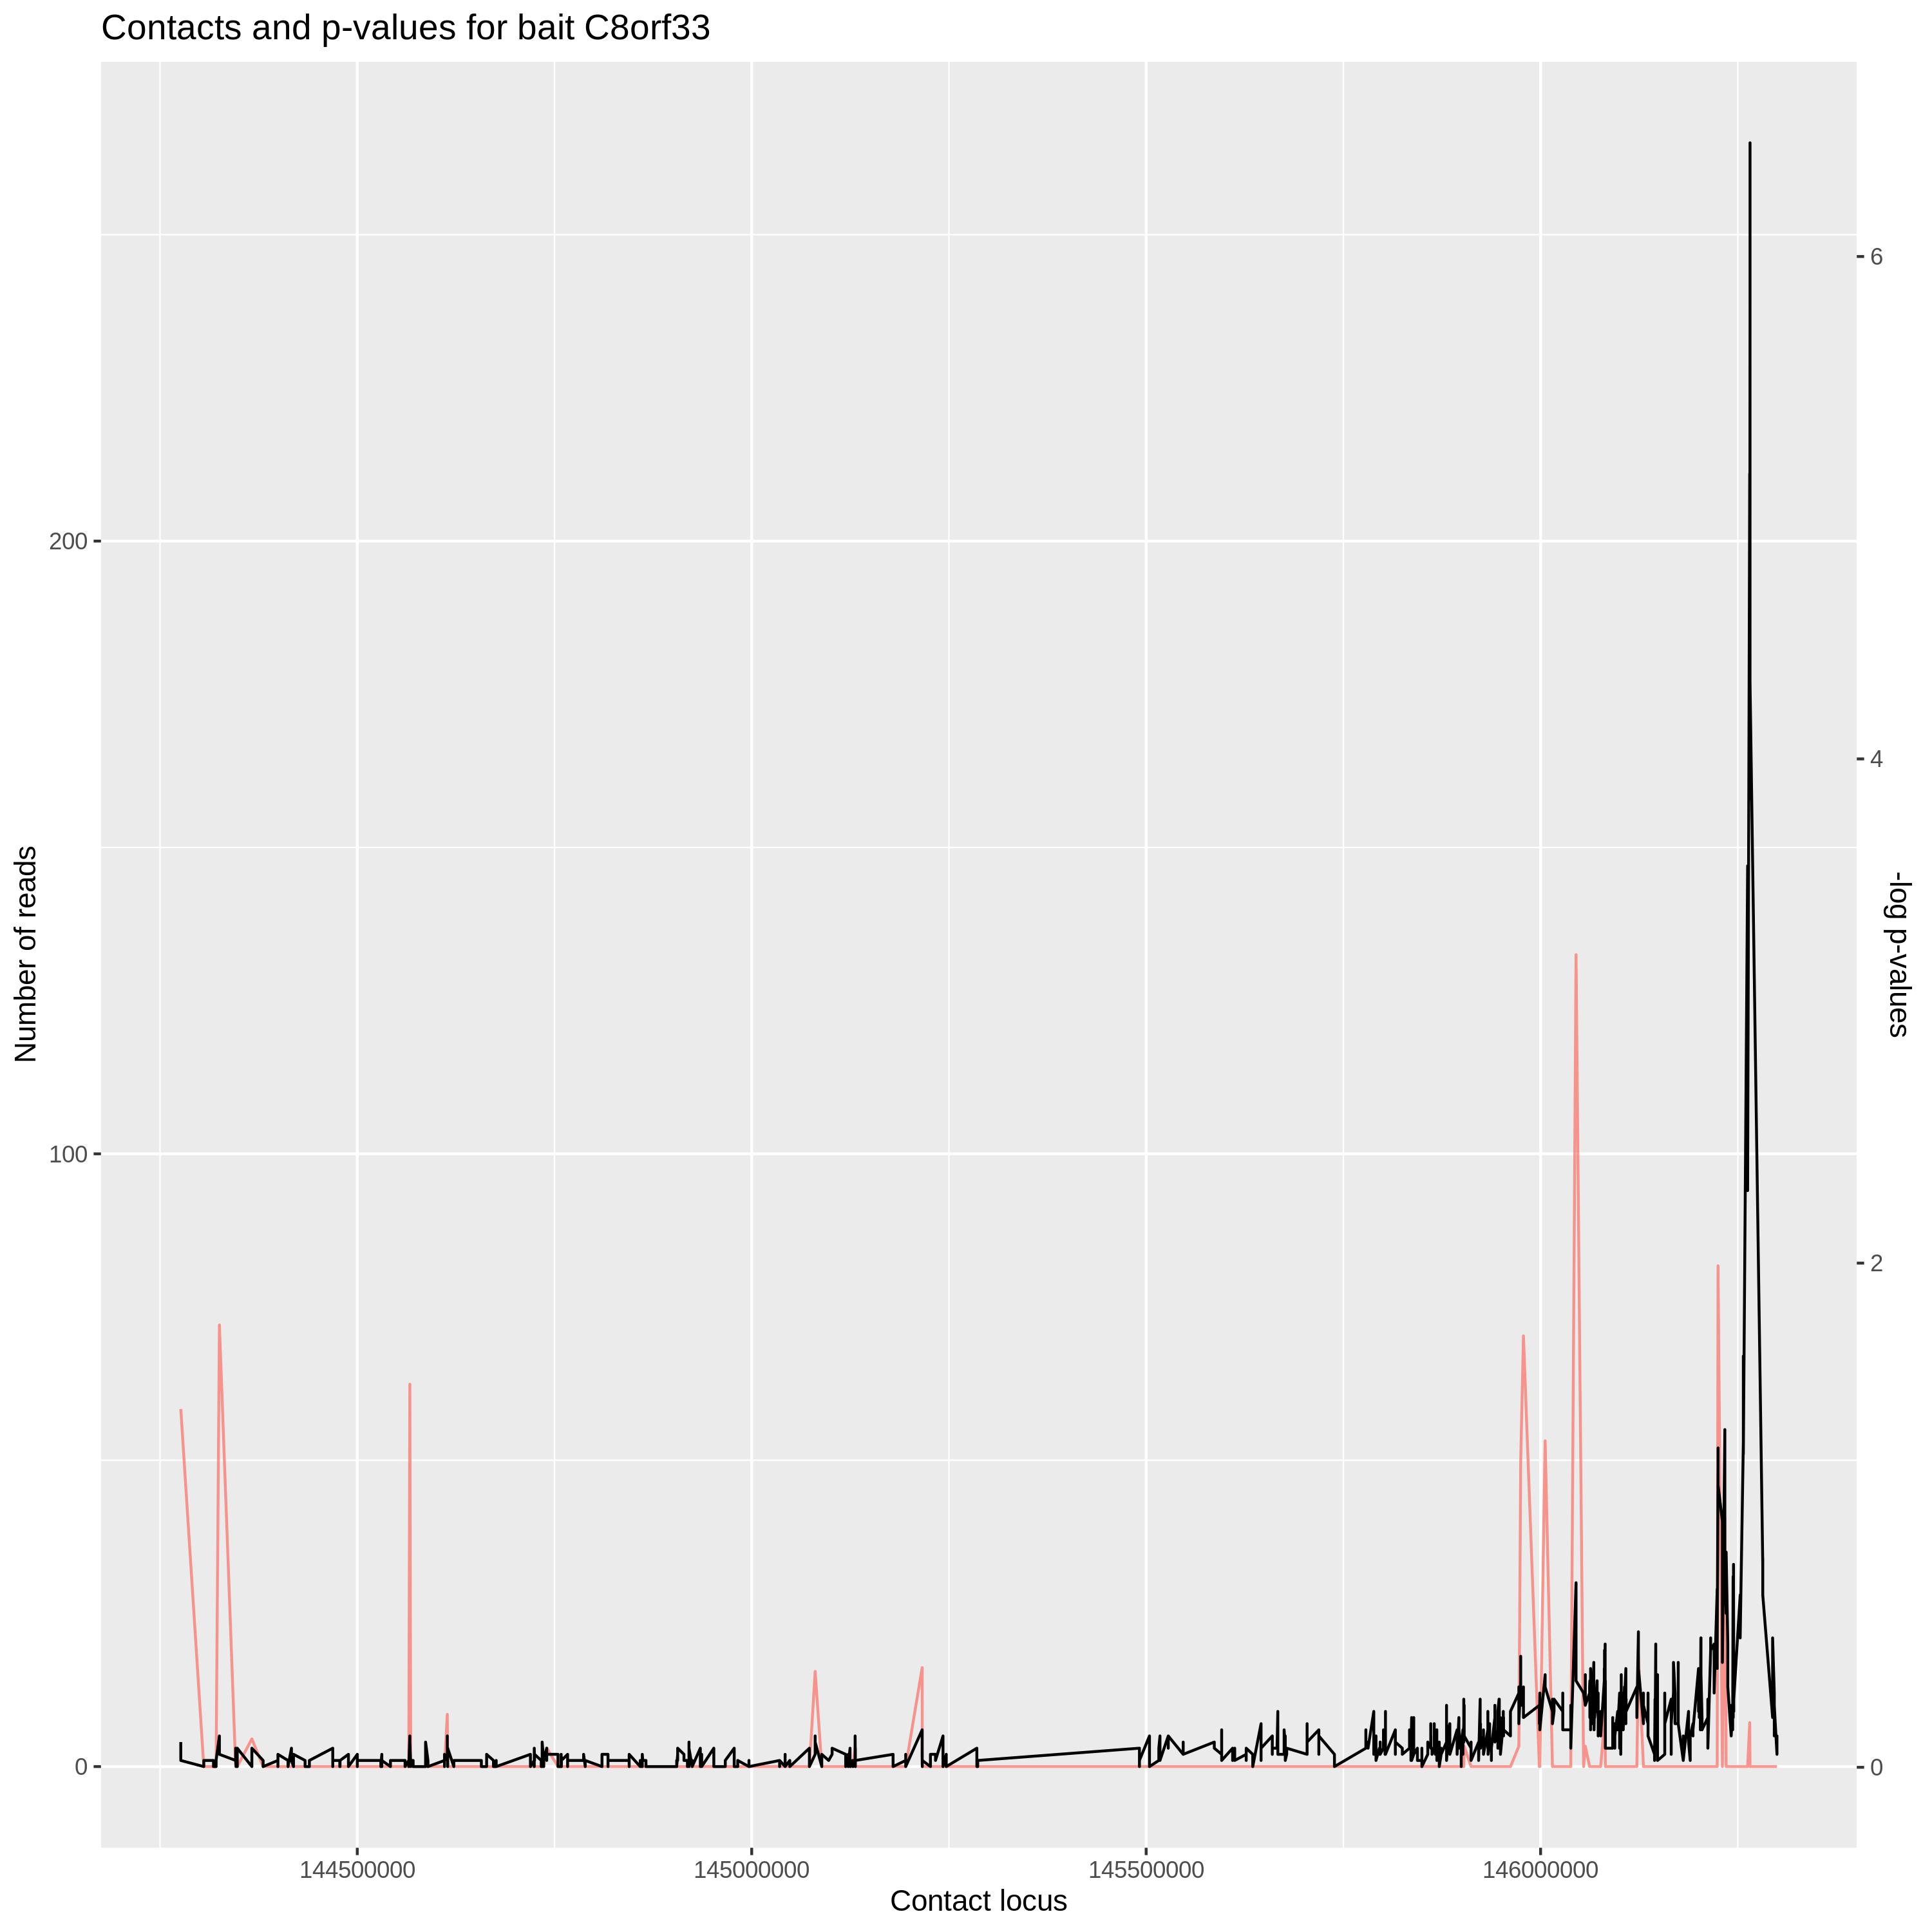 Contacts and p-values for bait C8orf33
Number of reads
200
100
0
6
4
2
0
-log p-values
144500000
145000000
145500000
146000000
Contact locus